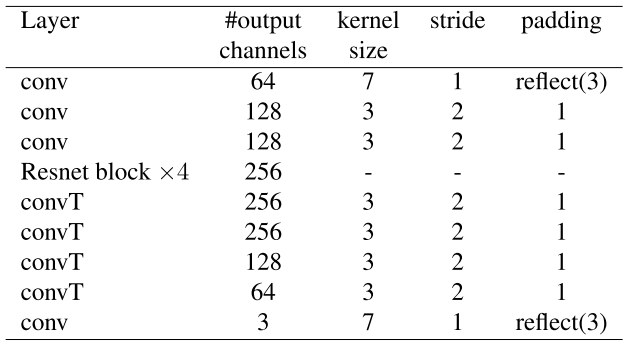 Layer #output kernel stride padding
channels size
conv 64 7 1 reflect(3)
conv 128 3 2 1
conv 128 3 2 1
Resnet block ×4 256 - - -
convT 256 3 2 1
convT 256 3 2 1
convT 128 3 2 1
convT 64 3 2 1
conv 3 7 1 reflect(3)